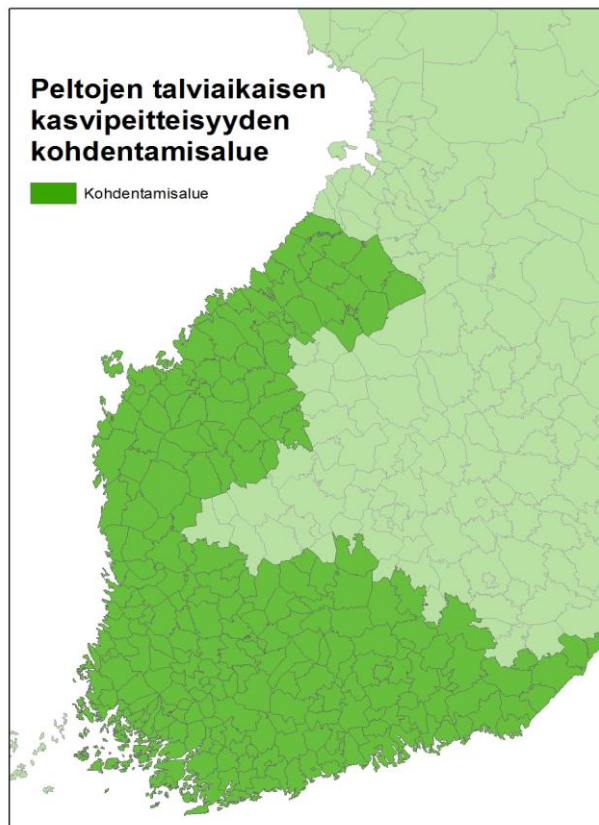 Peltojen talviaikaisen
kasvipeitteisyyden
kohdentamisalue
Kohdentamisalue